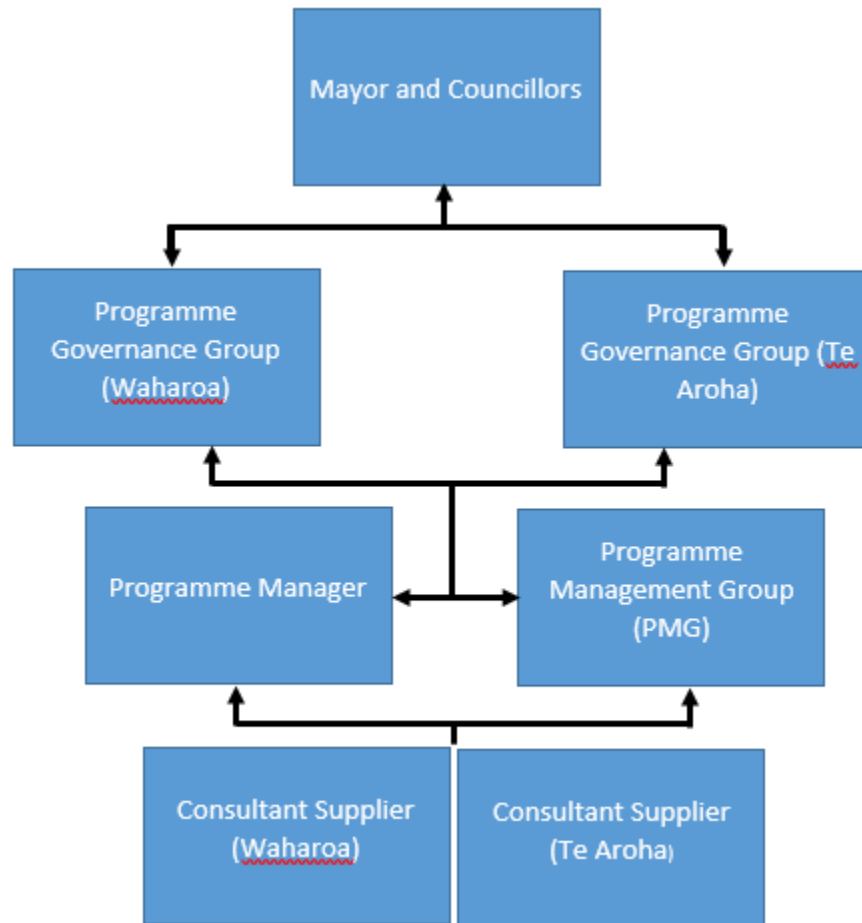 Mayor and Councillors
Programme
Governance Group
(Waharoa)
Programme
Governance Group (Te
Aroha)
Programme Manager
Programme
Management Group
(PMG)
Consultant Supplier
(Waharoa)
Consultant Supplier
(Te Aroha)